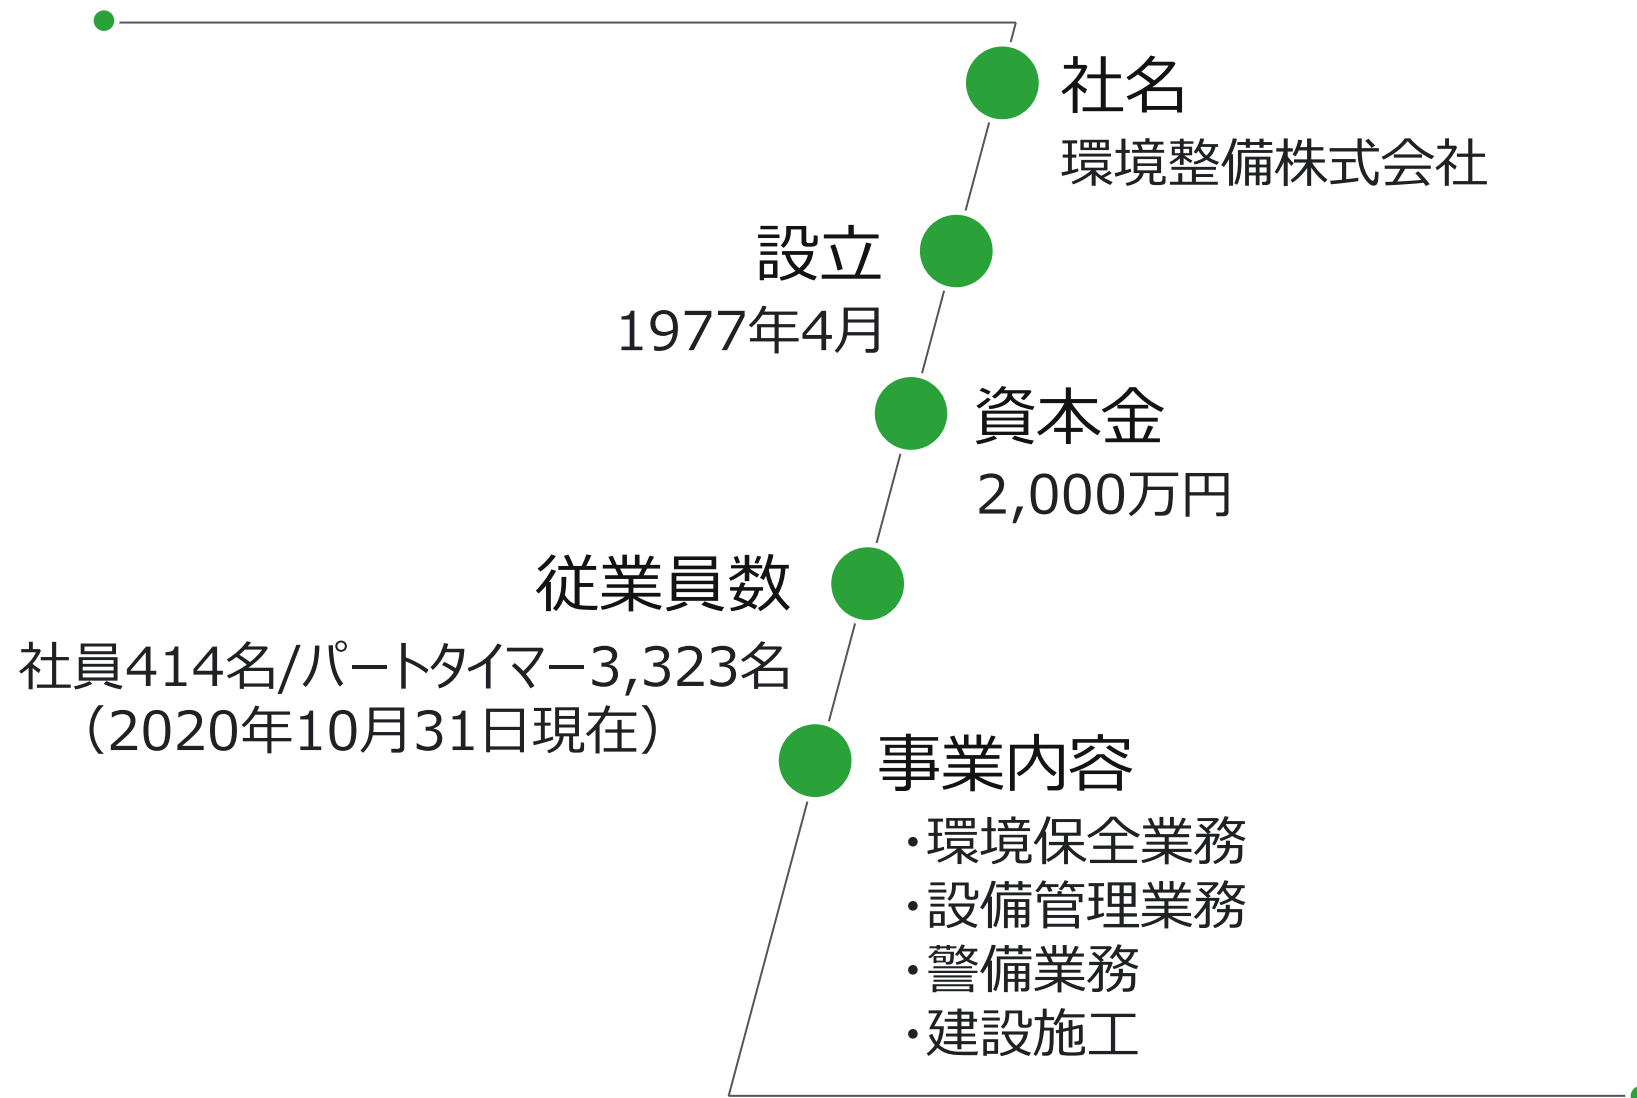 社名
環境整備株式会社
設立
1977年4月
資本金
2,000万円
従業員数
社員414名/パートタイマー3,323名
（2020年10月31日現在）
事業内容
・環境保全業務
・設備管理業務
・警備業務
・建設施工